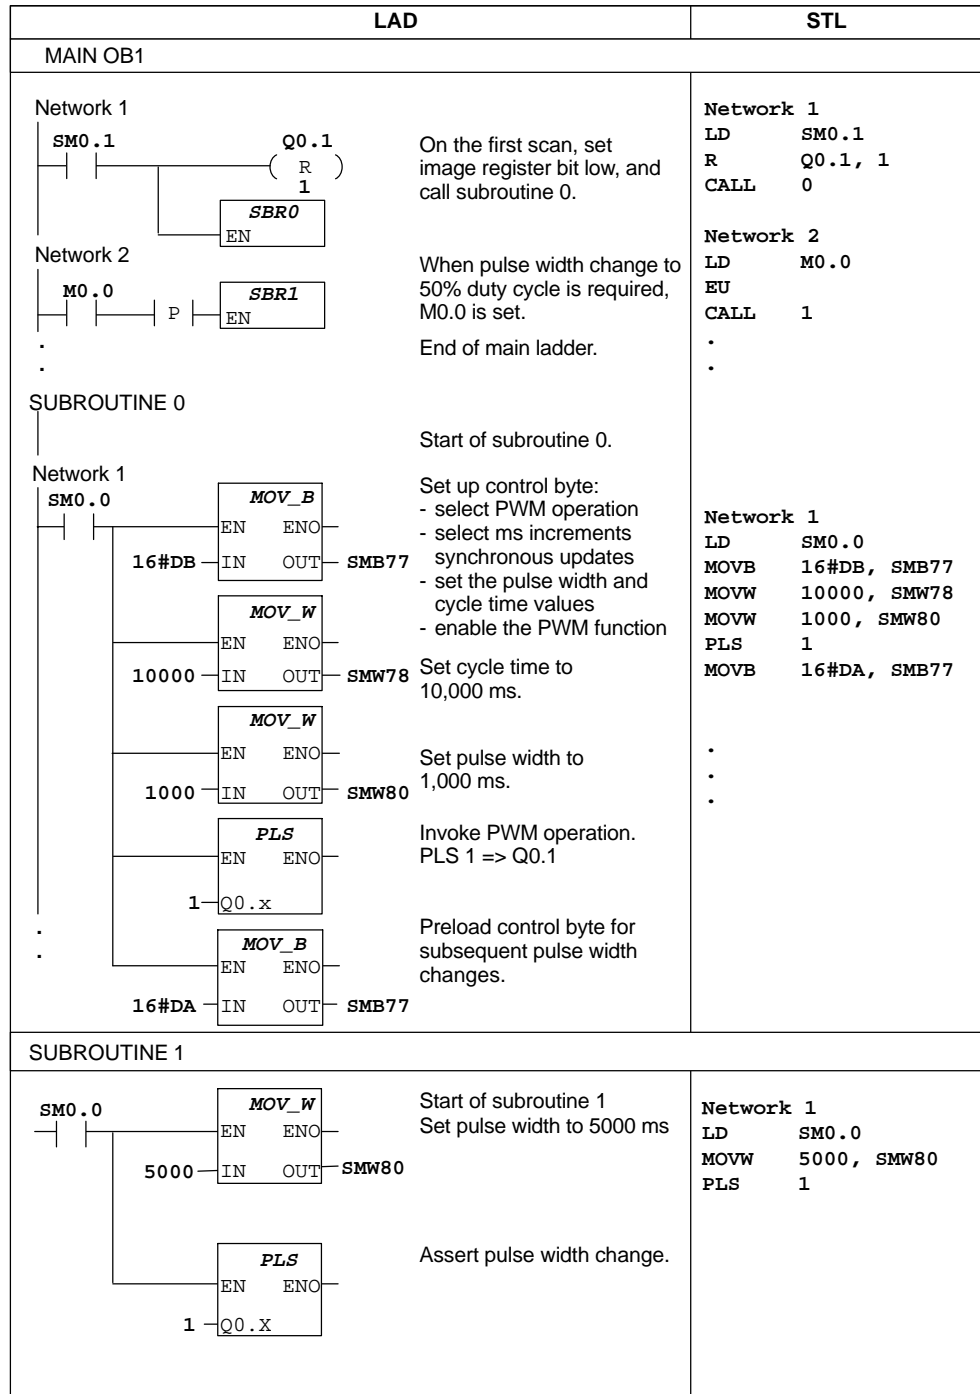 LAD STL
MAIN OB1
Network 1
SM0.1 Q0.1
R
1
SBR0
EN
On the first scan, set
image register bit low, and
call subroutine 0.
Network 1
LD SM0.1
R Q0.1, 1
CALL 0
Network 2
M0.0
P
SBR1
EN
When pulse width change to
50% duty cycle is required,
M0.0 is set.
End of main ladder.
Network 2
LD M0.0
EU
CALL 1
.
.
.
.
SUBROUTINE 0
Start of subroutine 0.
Network 1
SM0.0
MOV_B
EN ENO
16#DB IN OUT SMB77
Set up control byte:
- select PWM operation
- select ms increments
synchronous updates
- set the pulse width and
cycle time values
- enable the PWM function
MOV_W
EN ENO
10000 IN OUT SMW78
Set cycle time to
10,000 ms.
MOV_W
EN ENO
1000 IN OUT SMW80
Set pulse width to
1,000 ms.
PLS
EN ENO
1 Q0.x
Invoke PWM operation.
PLS 1 => Q0.1
MOV_B
EN ENO
16#DA IN OUT SMB77
Preload control byte for
subsequent pulse width
changes.
.
.
Network 1
LD SM0.0
MOVB 16#DB, SMB77
MOVW 10000, SMW78
MOVW 1000, SMW80
PLS 1
MOVB 16#DA, SMB77
.
.
.
SUBROUTINE 1
SM0.0
MOV_W
EN ENO
5000 IN OUT SMW80
Start of subroutine 1
Set pulse width to 5000 ms
PLS
EN ENO
1 Q0.X
Assert pulse width change.
Network 1
LD SM0.0
MOVW 5000, SMW80
PLS 1